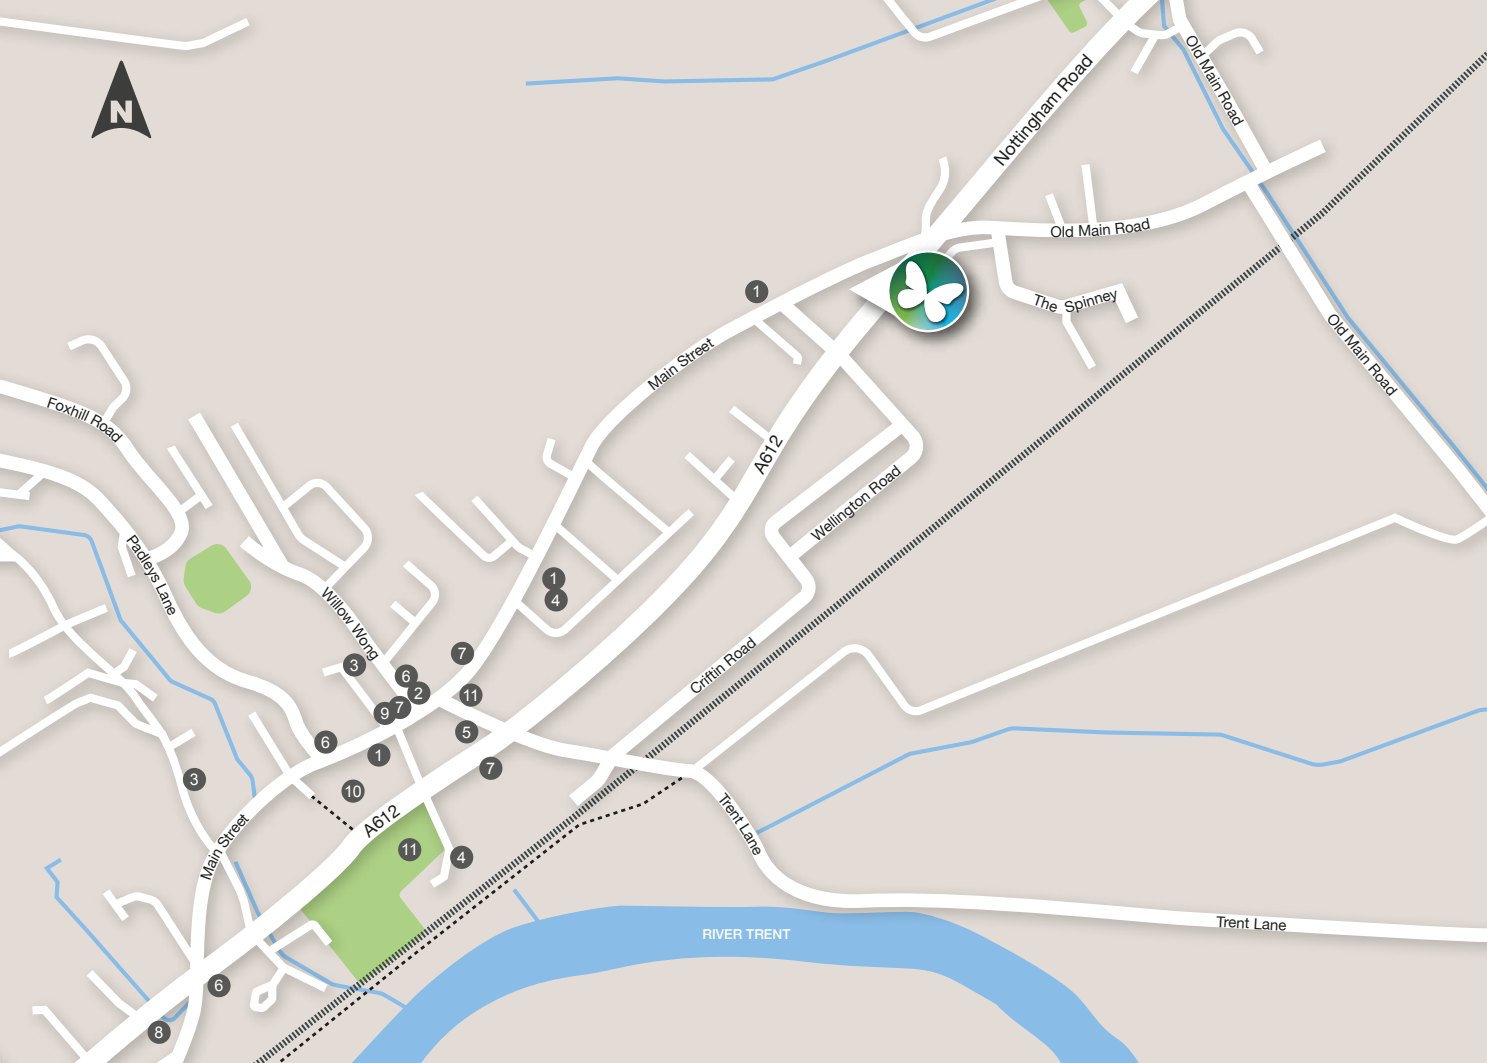 Old Main Road
N
Nottingham Road
Old Main Road
1
The Spinney
Old Main Road
Main Street
Foxhill Road
A612
Wellington Road
Padleys Lane
1
4
Willow Wong
7
3
6
2
11
Criftin Road
9
7
5
6
1
7
3
10
A612
Trent Lane
Main Street
11
4
Trent Lane
RIVER TRENT
6
8